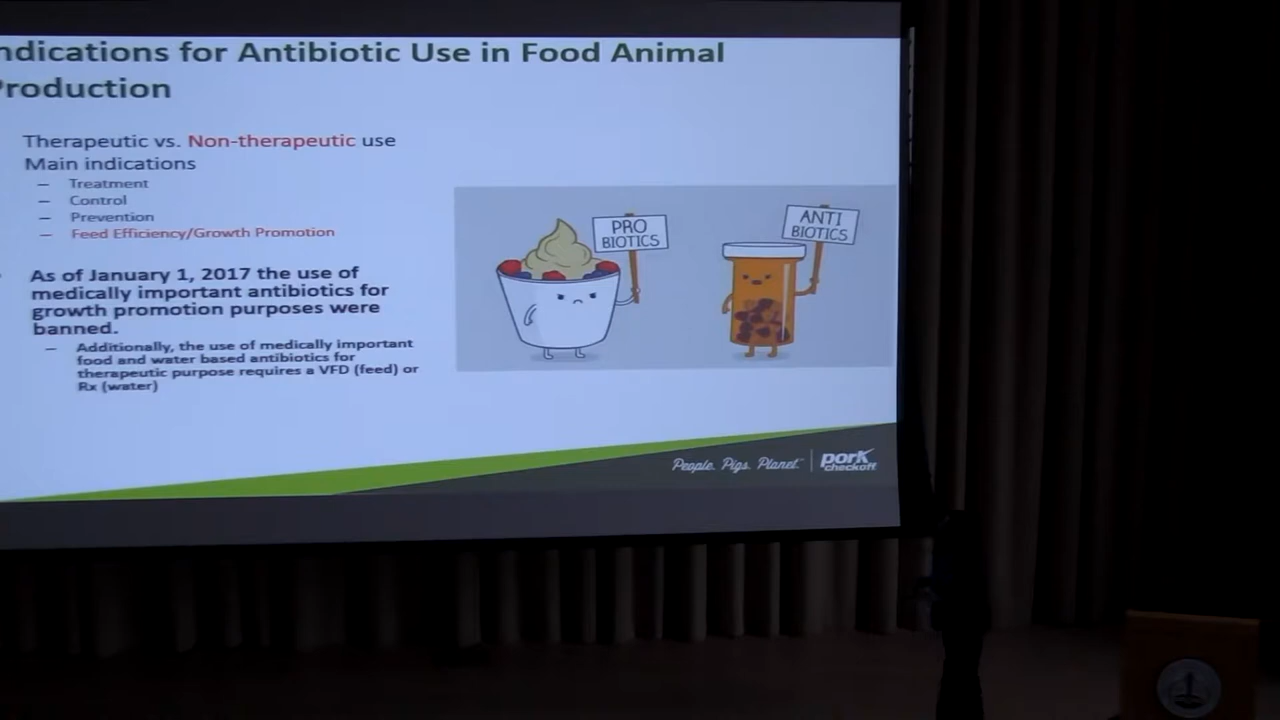 ndications for Antibiotic Use in Food Animal
roduction
Therapeutic vs. Non-therapeutic use
Main indications
– Treatment
– Control
– Prevention
– Feed Efficiency/Growth Promotion
As of January 1, 2017 the use of
medically important antibiotics for
growth promotion purposes were
banned.
– Additionally, the use of medically important
food and water based antibiotics for
therapeutic purpose requires a VFD (feed) or
Rx (water)
PRO
BIOTICS
ANTI
BIOTICS
People. Pigs. Planet.™
pork
checkoff